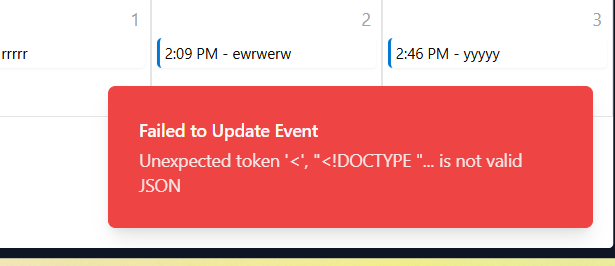 1
2
3
rrrrr
2:09 PM - ewrwerw
2:46 PM - yyyyy
Failed to Update Event
Unexpected token '<', "<!DOCTYPE "... is not valid
JSON